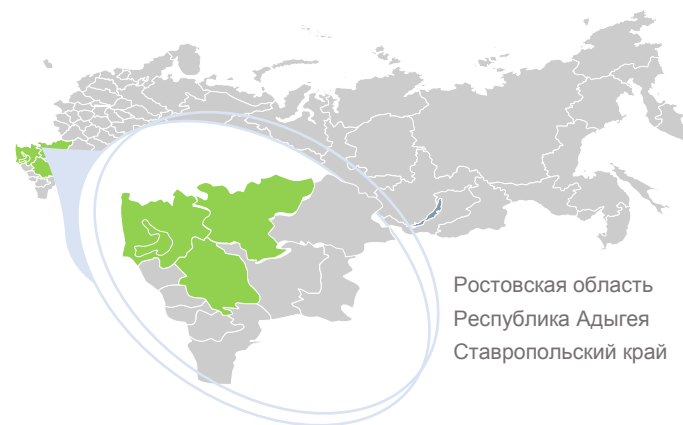 Ростовская область
Республика Адыгея
Ставропольский край